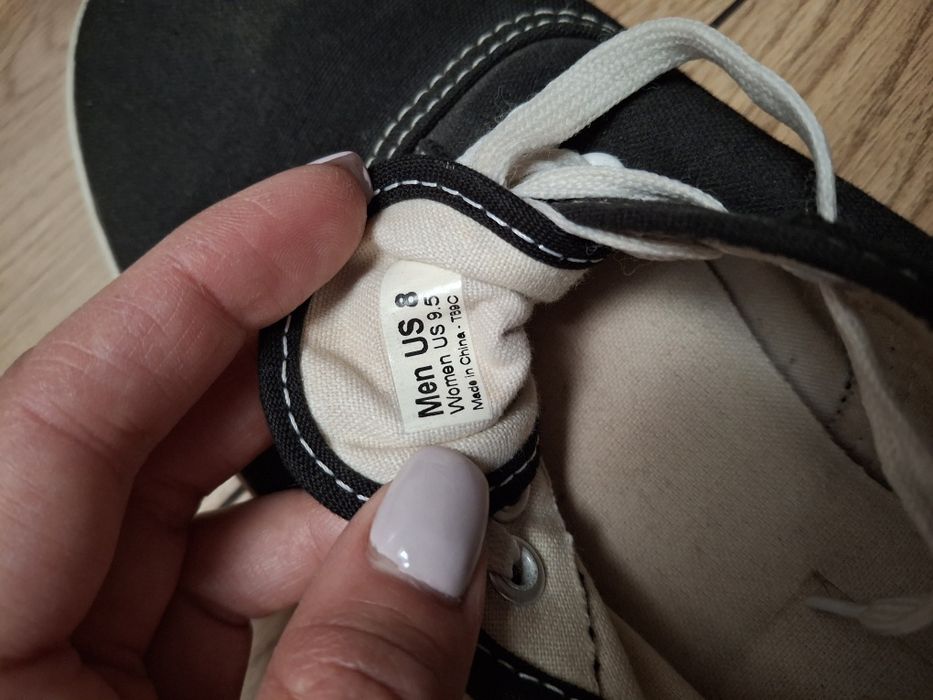 Men US 8
Women US 9.5
Made in China · T89C